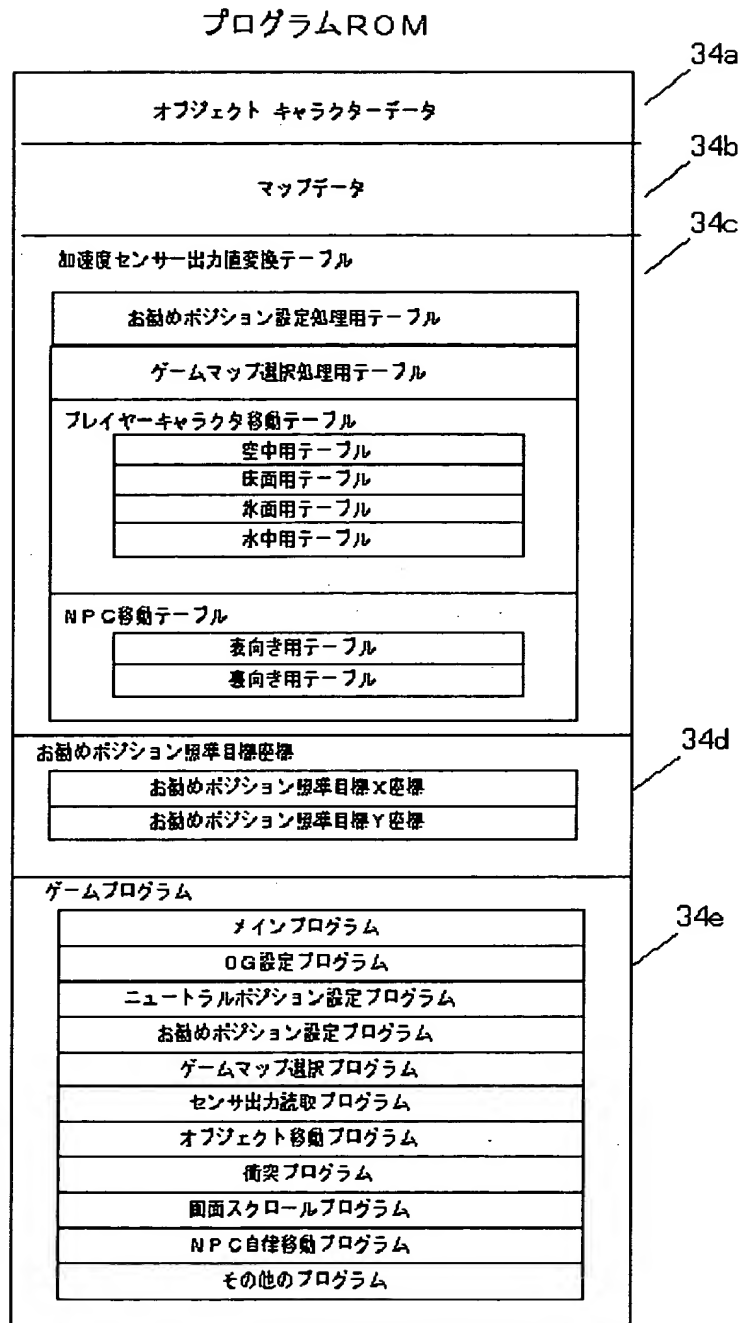 プログラムROM
34a
オブジェクト キャラクターデータ
34b
マップデータ
34c
加速度センサー出力値変換テーブル
お勧めポジション設定処理用テーブル
ゲームマップ選択処理用テーブル
プレイヤーキャラクタ移動テーブル
空中用テーブル
床面用テーブル
氷面用テーブル
水中用テーブル
NPC移動テーブル
表向き用テーブル
裏向き用テーブル
34d
お勧めポジション照準目標座標
お勧めポジション照準目標X座標
お勧めポジション照準目標Y座標
34e
ゲームプログラム
メインプログラム
0G設定プログラム
ニュートラルポジション設定プログラム
お勧めポジション設定プログラム
ゲームマップ選択プログラム
センサ出力読取プログラム
オブジェクト移動プログラム
衝突プログラム
画面スクロールプログラム
NPC自律移動プログラム
その他のプログラム